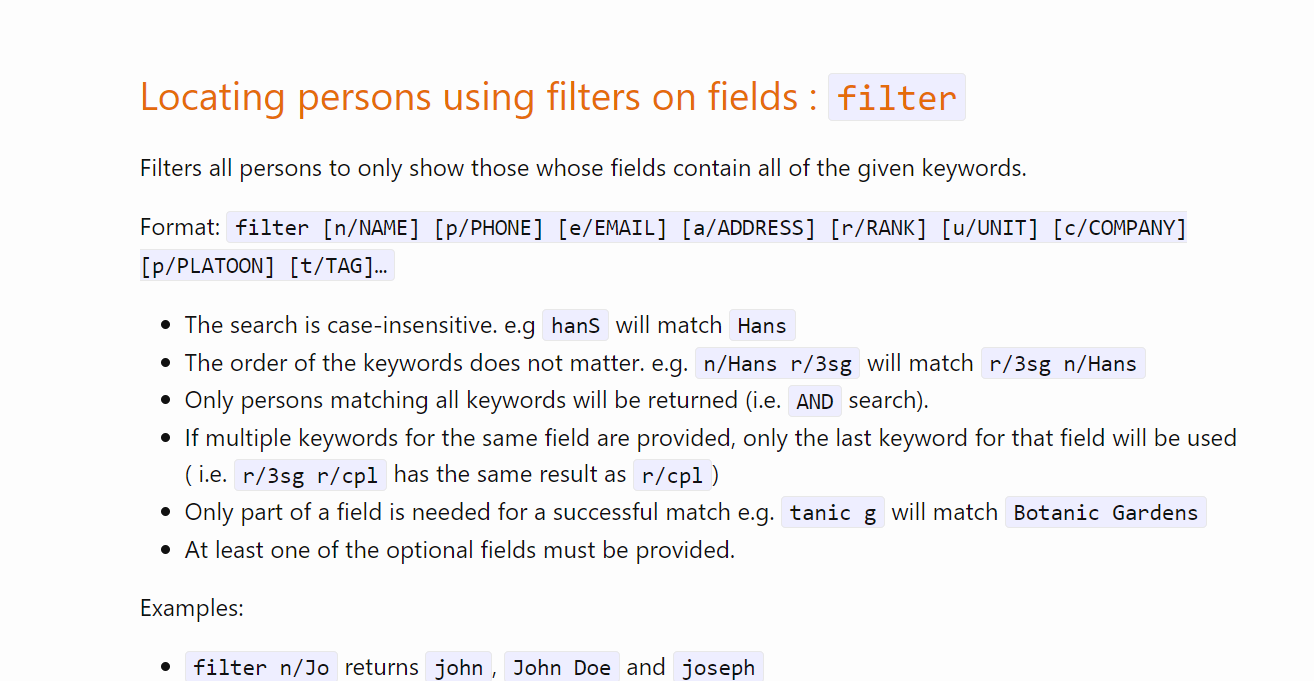 Locating persons using filters on fields : filter
Filters all persons to only show those whose fields contain all of the given keywords.
Format: filter [n/NAME] [p/PHONE] [e/EMAIL] [a/ADDRESS] [r/RANK] [u/UNIT] [c/COMPANY]
[p/PLATOON] [t/TAG]…
• The search is case-insensitive. e.g hanS will match Hans
• The order of the keywords does not matter. e.g. n/Hans r/3sg will match r/3sg n/Hans
• Only persons matching all keywords will be returned (i.e. AND search).
• If multiple keywords for the same field are provided, only the last keyword for that field will be used
( i.e. r/3sg r/cpl has the same result as r/cpl)
• Only part of a field is needed for a successful match e.g. tanic g will match Botanic Gardens
• At least one of the optional fields must be provided.
Examples:
• filter n/Jo returns john, John Doe and joseph